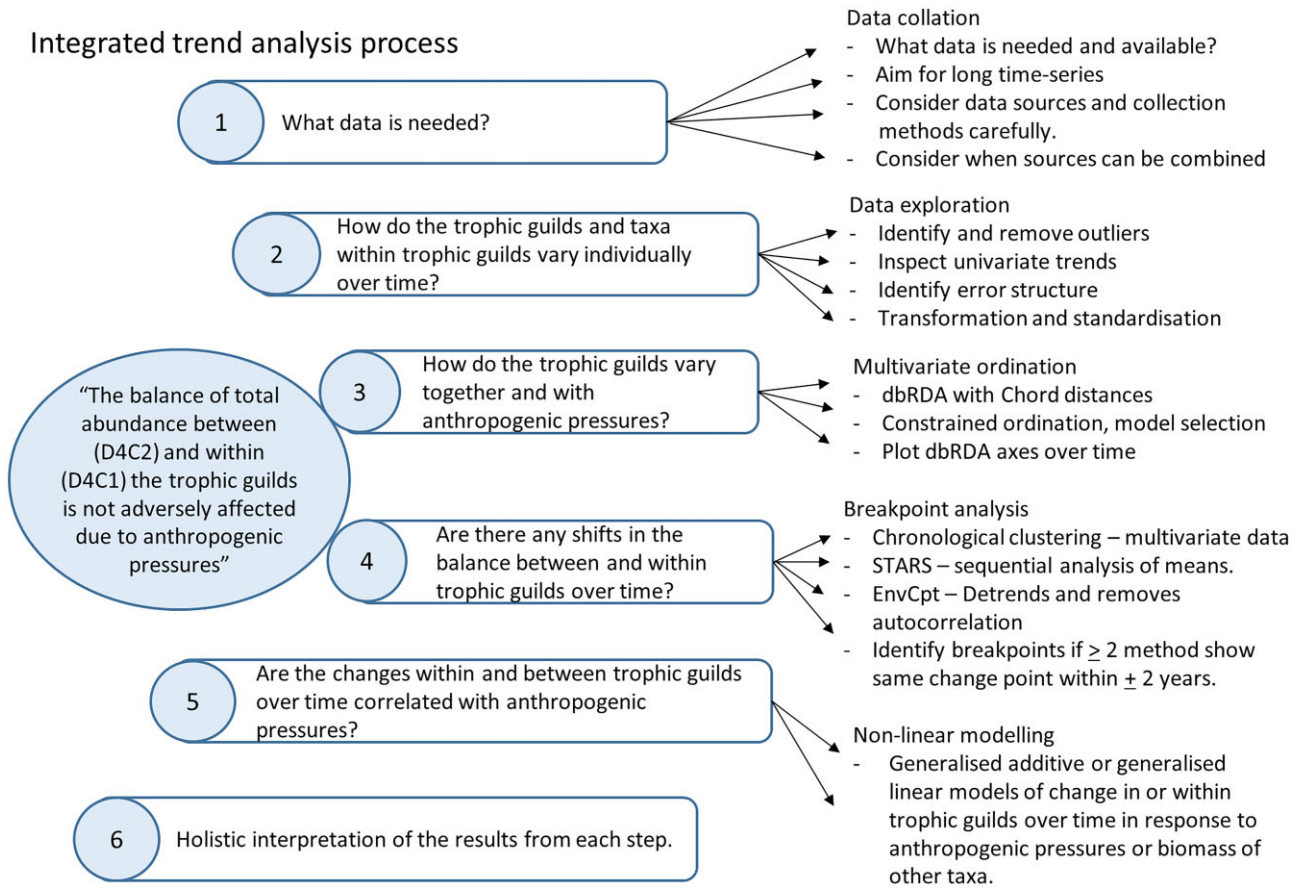 Integrated trend analysis process
1
What data is needed?
Data collation
- What data is needed and available?
- Aim for long time-series
- Consider data sources and collection
methods carefully.
- Consider when sources can be combined
2
How do the trophic guilds and taxa
within trophic guilds vary individually
over time?
Data exploration
- Identify and remove outliers
- Inspect univariate trends
- Identify error structure
- Transformation and standardisation
“The balance of total
abundance between
(D4C2) and within
(D4C1) the trophic guilds
is not adversely affected
due to anthropogenic
pressures”
3
How do the trophic guilds vary
together and with
anthropogenic pressures?
Multivariate ordination
- dbRDA with Chord distances
- Constrained ordination, model selection
- Plot dbRDA axes over time
4
Are there any shifts in the
balance between and within
trophic guilds over time?
Breakpoint analysis
- Chronological clustering – multivariate data
- STARS – sequential analysis of means.
- EnvCpt – Detrends and removes
autocorrelation
- Identify breakpoints if ≥ 2 method show
same change point within ± 2 years.
5
Are the changes within and between trophic guilds
over time correlated with anthropogenic
pressures?
Non-linear modelling
- Generalised additive or generalised
linear models of change in or within
trophic guilds over time in response to
anthropogenic pressures or biomass of
other taxa.
6
Holistic interpretation of the results from each step.